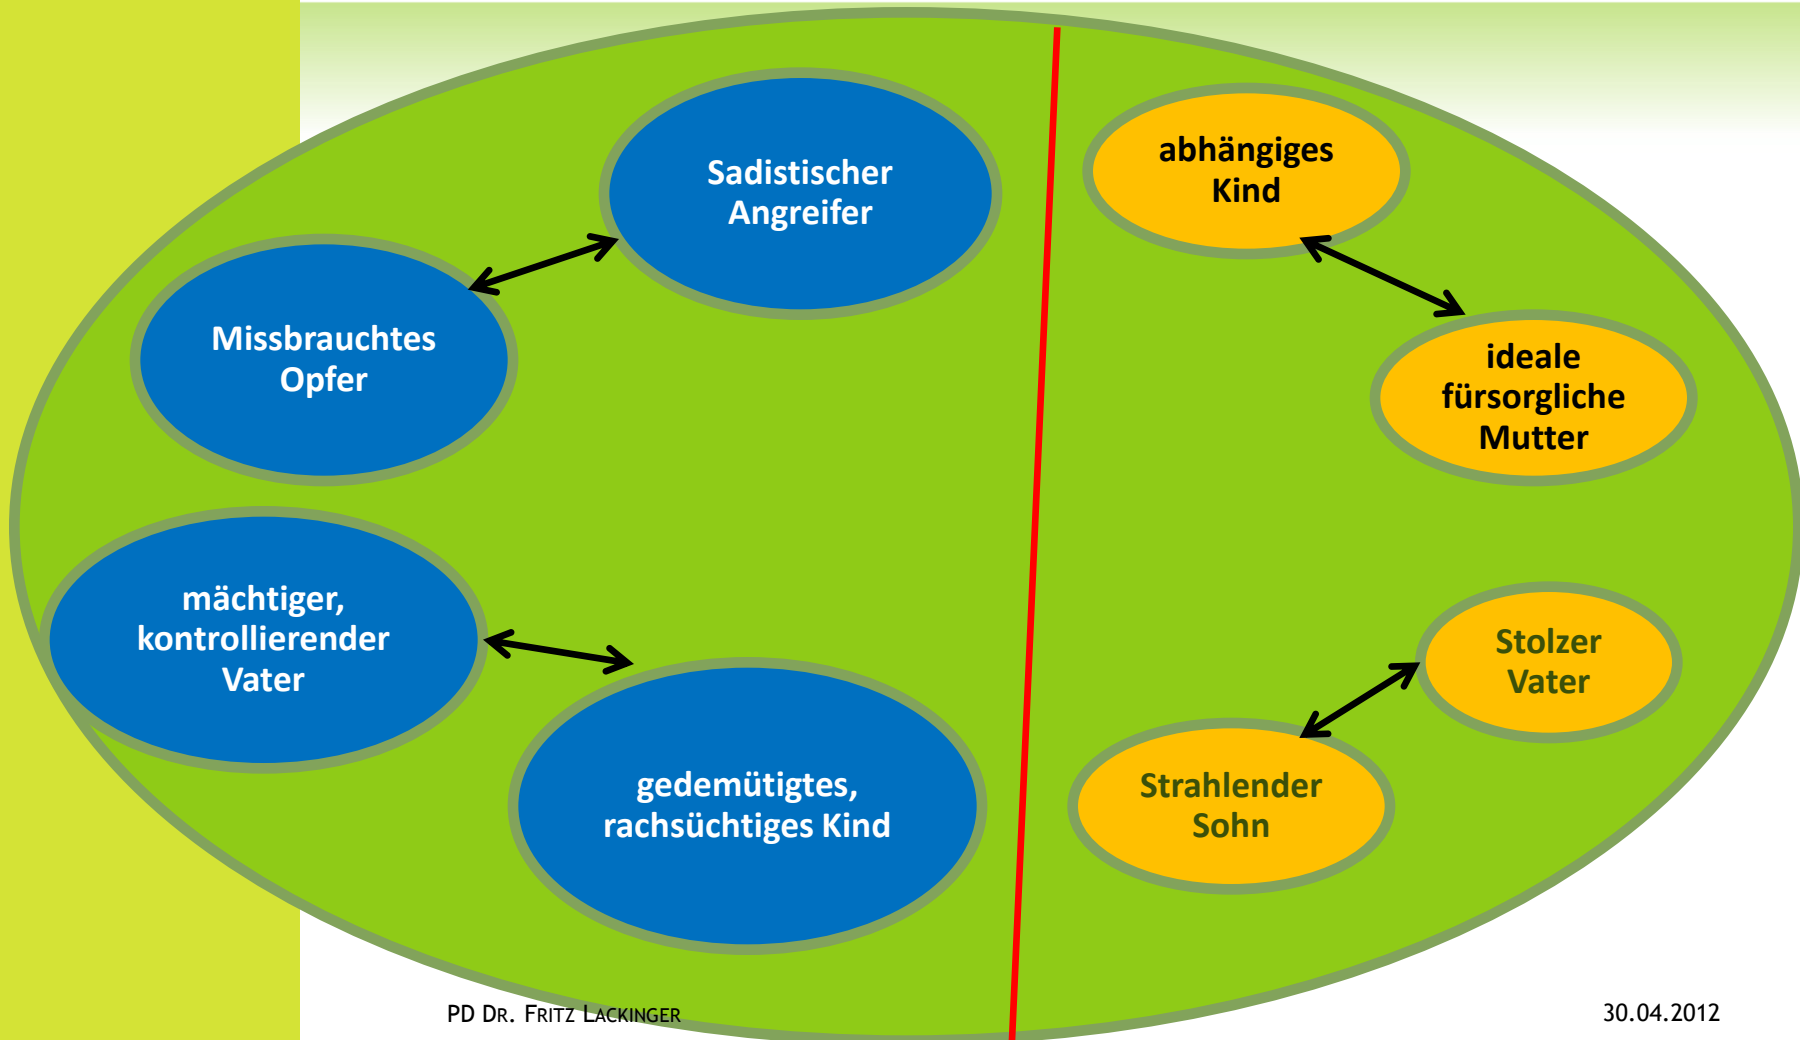 Sadistischer
Angreifer
Missbrauchtes
Opfer
mächtiger,
kontrollierender
Vater
gedemütigtes,
rachsüchtiges Kind
abhängiges
Kind
ideale
fürsorgliche
Mutter
Stolzer
Vater
Strahlender
Sohn
PD DR. FRITZ LACKINGER
30.04.2012